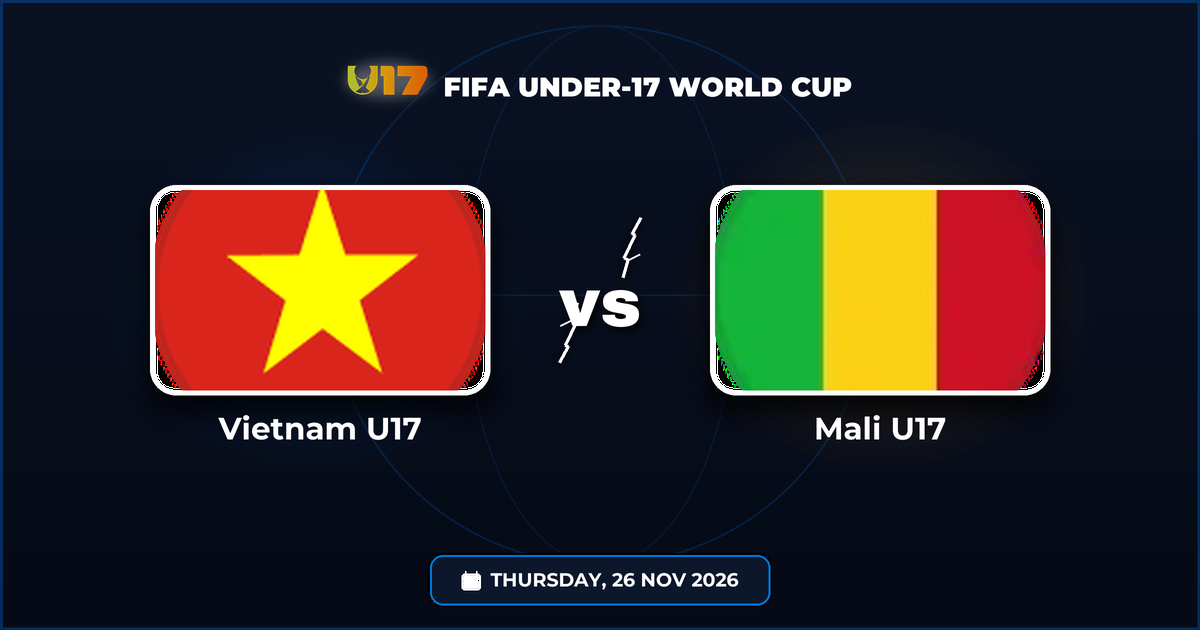 U17 FIFA UNDER-17 WORLD CUP
VS
Vietnam U17
Mali U17
THURSDAY, 26 NOV 2026